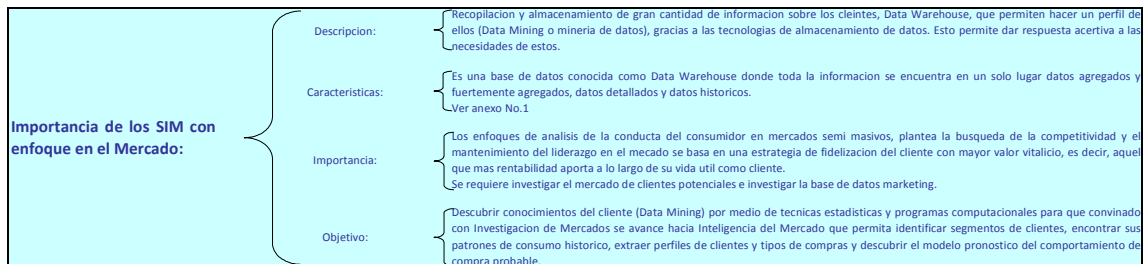 Importancia de los SIM con
enfoque en el Mercado:
Descripcion:
Recopilacion y almacenamiento de gran cantidad de informacion sobre los cleintes, Data Warehouse, que permiten hacer un perfil de
ellos (Data Mining o mineria de datos), gracias a las tecnologias de almacenamiento de datos. Esto permite dar respuesta acertiva a las
necesidades de estos.
Caracteristicas:
Es una base de datos conocida como Data Warehouse donde toda la informacion se encuentra en un solo lugar datos agregados y
fuertemente agregados, datos detallados y datos historicos.
Ver anexo No.1
Importancia:
Los enfoques de analisis de la conducta del consumidor en mercados semi masivos, plantea la busqueda de la competitividad y el
mantenimiento del liderazgo en el mecado se basa en una estrategia de fidelizacion del cliente con mayor valor vitalicio, es decir, aquel
que mas rentabilidad aporta a lo largo de su vida util como cliente.
Se requiere investigar el mercado de clientes potenciales e investigar la base de datos marketing.
Objetivo:
Descubrir conocimientos del cliente (Data Mining) por medio de tecnicas estadisticas y programas computacionales para que convinado
con Investigacion de Mercados se avance hacia Inteligencia del Mercado que permita identificar segmentos de clientes, encontrar sus
patrones de consumo historico, extraer perfiles de clientes y tipos de compras y descubrir el modelo pronostico del comportamiento de
compra probable.